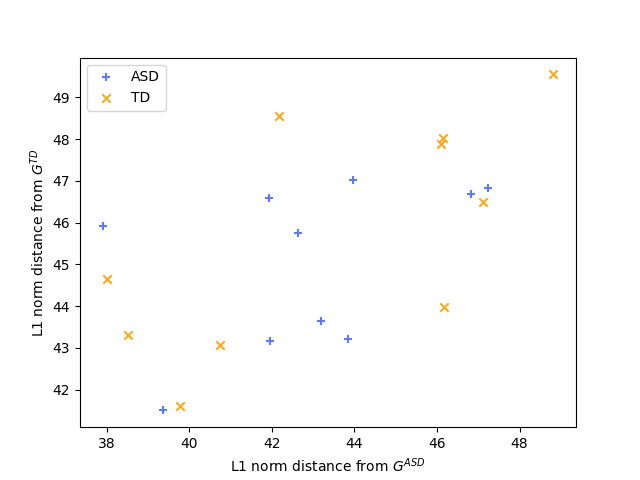 ASD
TD
49
48
47
46
45
44
43
42
L1 norm distance from G^{TD}
38 40 42 44 46 48
L1 norm distance from G^{ASD}